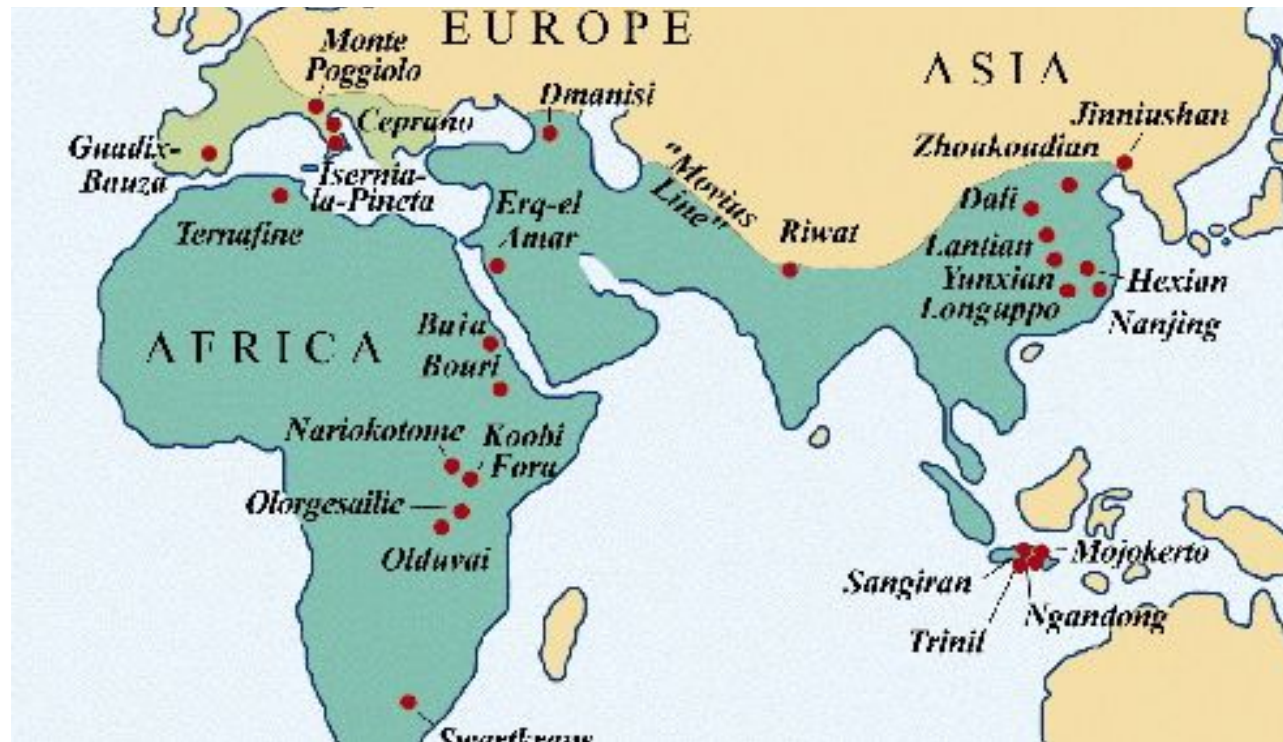 EUROPE
Monte
Poggiolo
ASIA
Dmanisi
Jinniushan
Ceprano
Zhoukoudian
Guadix-
Bauza
Isernia-
la-Pineta
"Movius
Line"
Erq-el
Amar
Dali
Ternafine
Riwat
Lantian
Yunxian
Longuppo
Hexian
Nanjing
AFRICA
Buia
Bouri
Nariokotome
Koobi
Fora
Olorgesailie
Olduvai
Mojokerto
Sangiran
Ngandong
Trinil